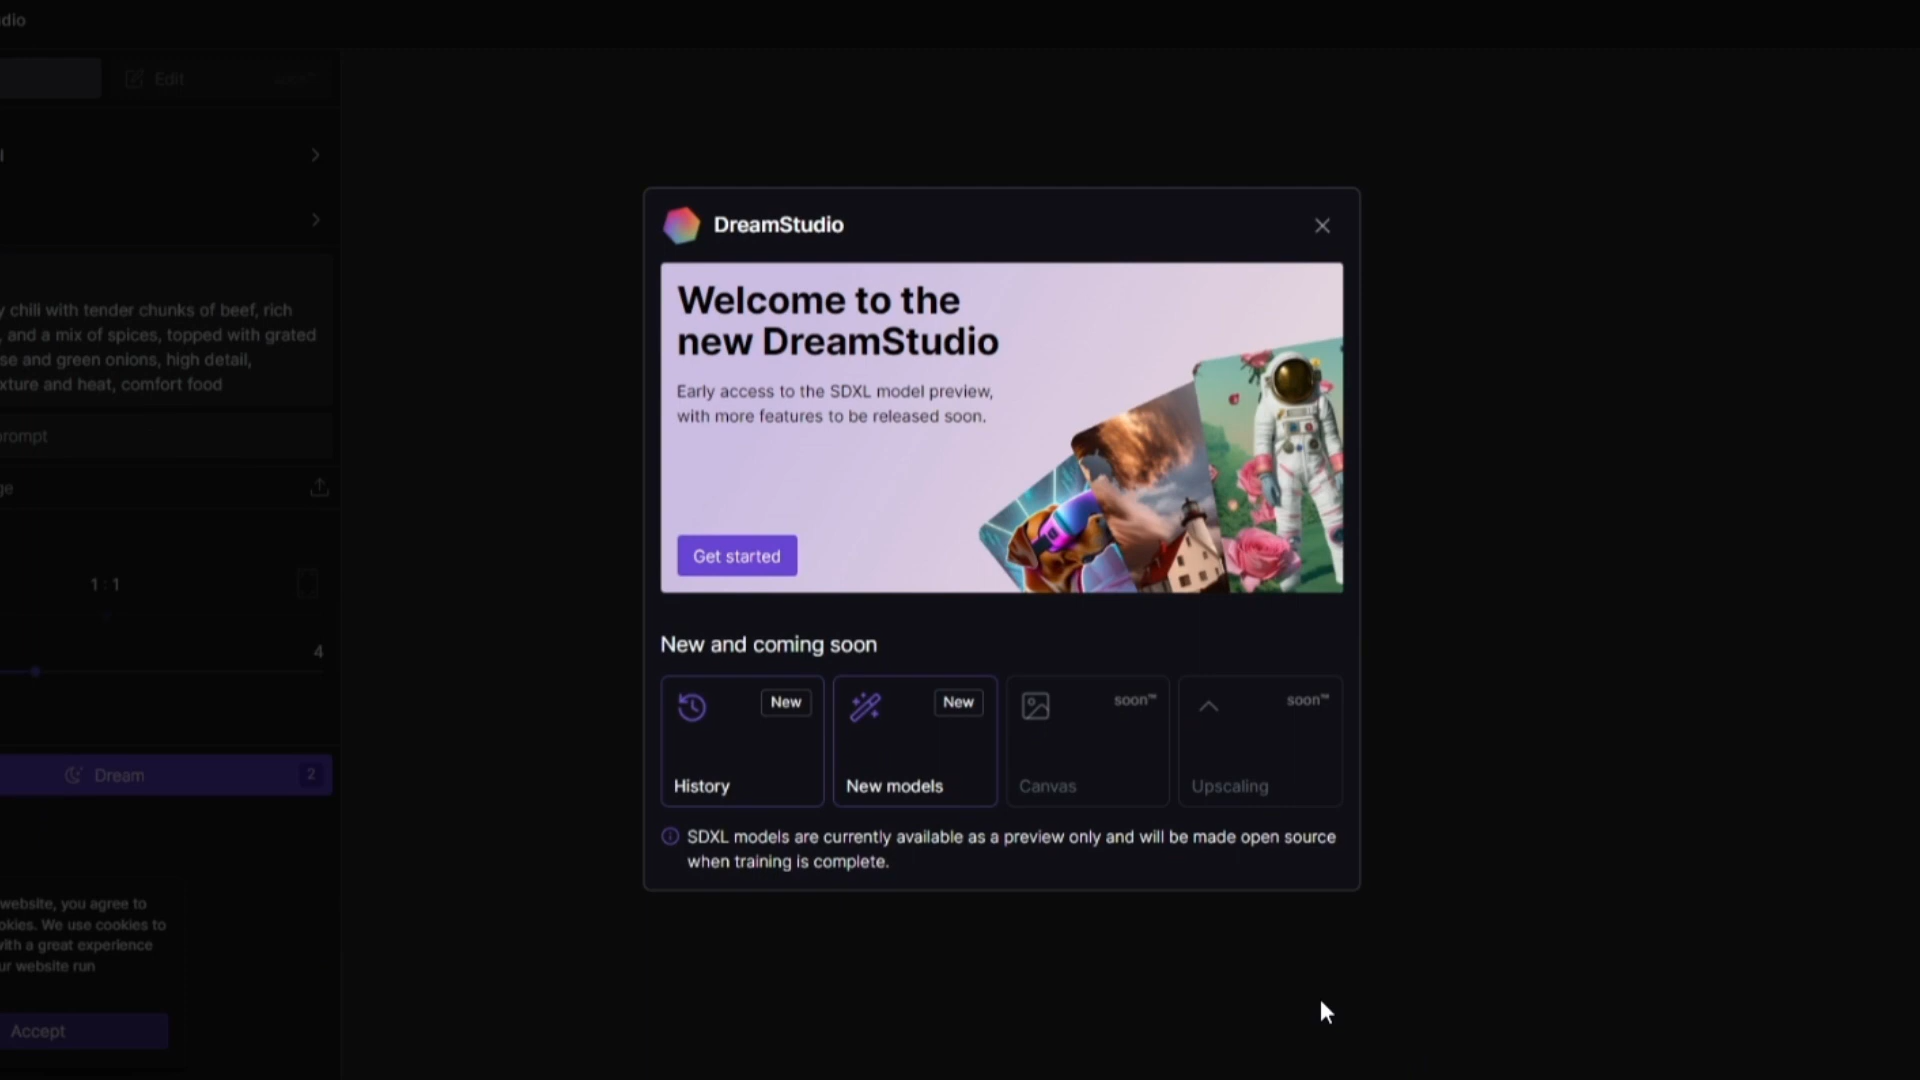 dio
Edit
1
y chili with tender chunks of beef, rich
, and a mix of spices, topped with grated
se and green onions, high detail,
xture and heat, comfort food
prompt
ge
1 : 1
4
Dream
2
website, you agree to
okies. We use cookies to
with a great experience
ur website run
Accept
DreamStudio
Welcome to the
new DreamStudio
Early access to the SDXL model preview,
with more features to be released soon.
Get started
New and coming soon
New
New
soon™
soon™
History
New models
Canvas
Upscaling
SDXL models are currently available as a preview only and will be made open source
when training is complete.